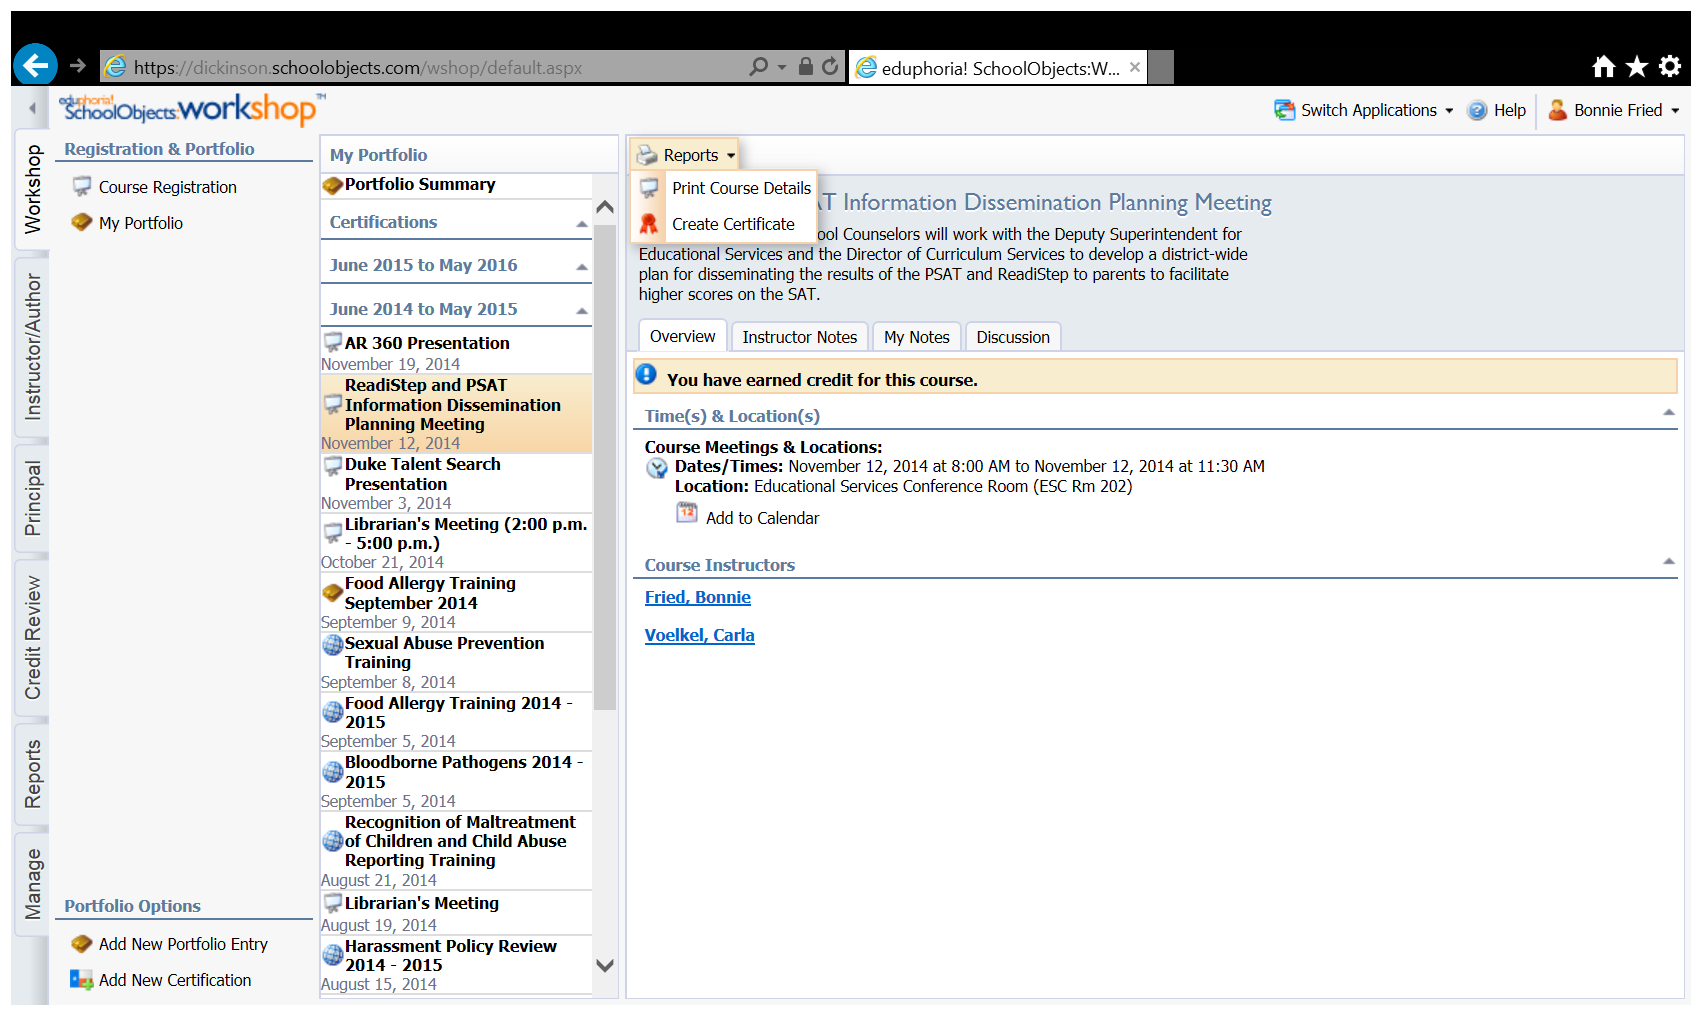 https://dickinson.schoolobjects.com/wshop/default.aspx
eduphoria! SchoolObjects:W... ×
eduphoria!
SchoolObjects:workshop™
Switch Applications
Help
Bonnie Fried
Workshop
Instructor/Author
Principal
Credit Review
Reports
Manage
Registration & Portfolio
Course Registration
My Portfolio
Portfolio Options
Add New Portfolio Entry
Add New Certification
My Portfolio
Portfolio Summary
Certifications
June 2015 to May 2016
June 2014 to May 2015
AR 360 Presentation
November 19, 2014
ReadiStep and PSAT
Information Dissemination
Planning Meeting
November 12, 2014
Duke Talent Search
Presentation
November 3, 2014
Librarian's Meeting (2:00 p.m.
- 5:00 p.m.)
October 21, 2014
Food Allergy Training
September 2014
September 9, 2014
Sexual Abuse Prevention
Training
September 8, 2014
Food Allergy Training 2014 -
2015
September 5, 2014
Bloodborne Pathogens 2014 -
2015
September 5, 2014
Recognition of Maltreatment
of Children and Child Abuse
Reporting Training
August 21, 2014
Librarian's Meeting
August 19, 2014
Harassment Policy Review
2014 - 2015
August 15, 2014
Reports
Print Course Details
Create Certificate
AT Information Dissemination Planning Meeting
ool Counselors will work with the Deputy Superintendent for
Educational Services and the Director of Curriculum Services to develop a district-wide
plan for disseminating the results of the PSAT and ReadiStep to parents to facilitate
higher scores on the SAT.
Overview
Instructor Notes
My Notes
Discussion
You have earned credit for this course.
Time(s) & Location(s)
Course Meetings & Locations:
Dates/Times: November 12, 2014 at 8:00 AM to November 12, 2014 at 11:30 AM
Location: Educational Services Conference Room (ESC Rm 202)
12
Add to Calendar
Course Instructors
Fried, Bonnie
Voelkel, Carla